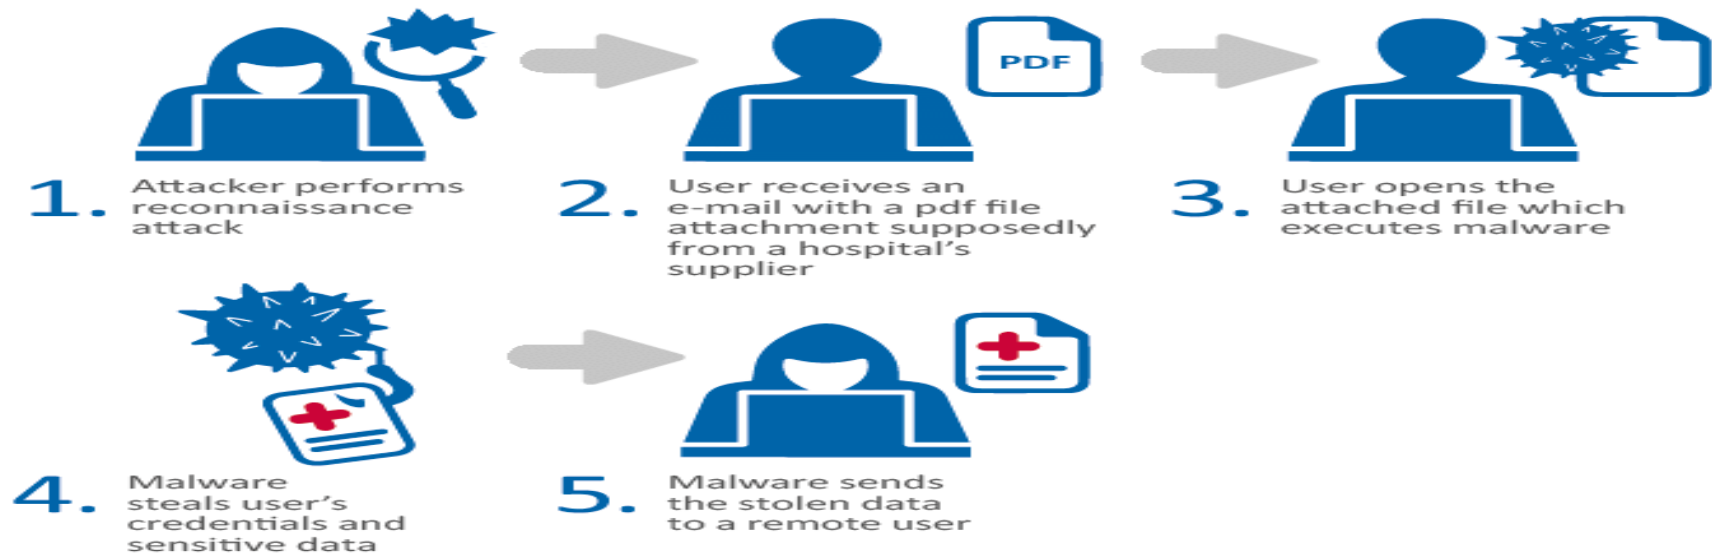 PDF
1. Attacker performs
reconnaissance
attack
2. User receives an
e-mail with a pdf file
attachment supposedly
from a hospital's
supplier
3. User opens the
attached file which
executes malware
4. Malware
steals user's
credentials and
sensitive data
5. Malware sends
the stolen data
to a remote user